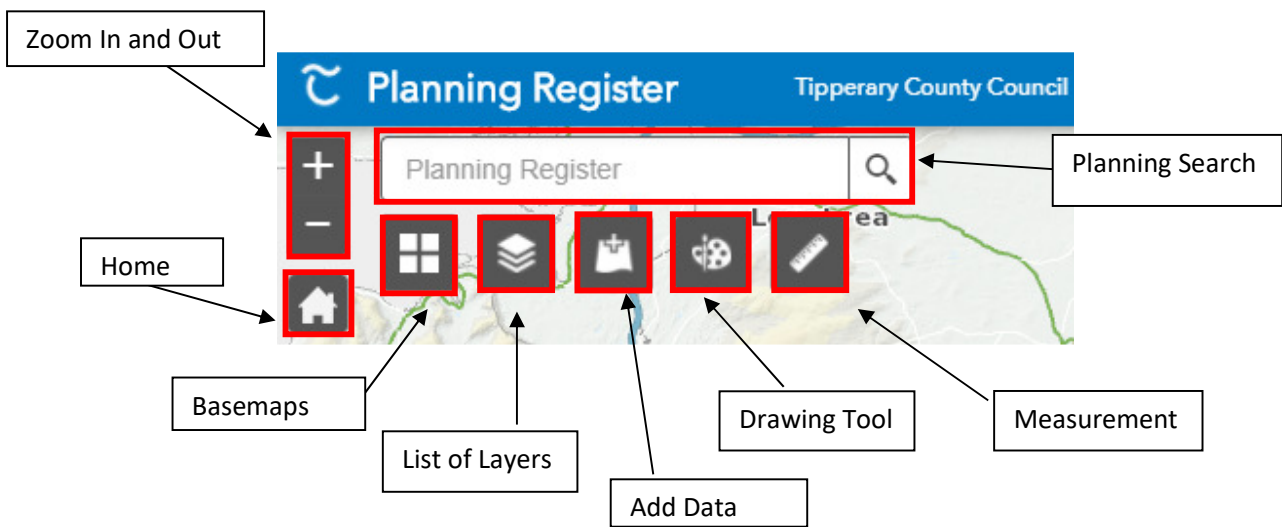 Zoom In and Out
Planning Register
Tipperary County Council
Planning Register
Planning Search
Home
Basemaps
List of Layers
Add Data
Drawing Tool
Measurement